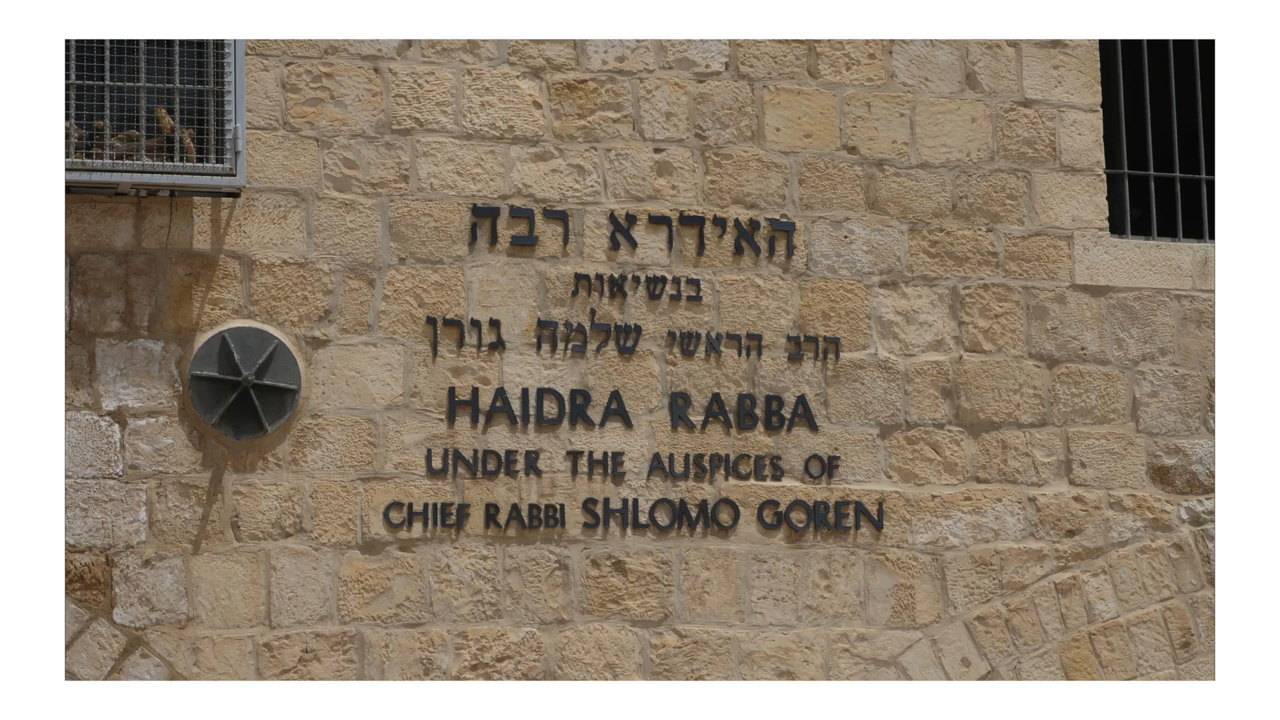 האידרא רבה
בנשיאות
הרב הראשי שלמה גורן
HAIDRA RABBA
UNDER THE AUSPICES OF
CHIEF RABBI SHLOMO GOREN